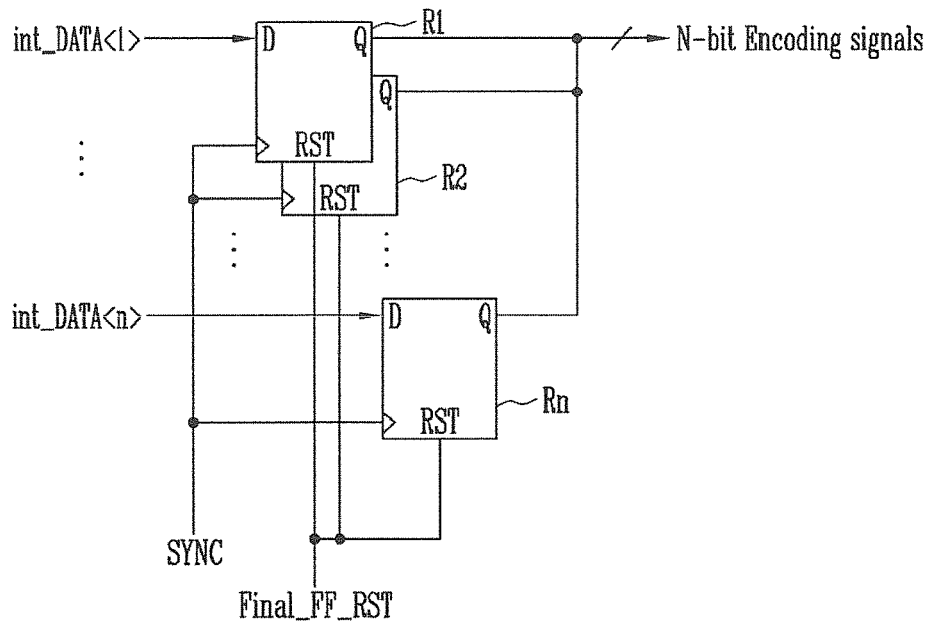 int_DATA<1>
D
Q
R1
N-bit Encoding signals
Q
RST
R2
RST
int_DATA<n>
D
Q
Rn
RST
SYNC
Final_FF_RST